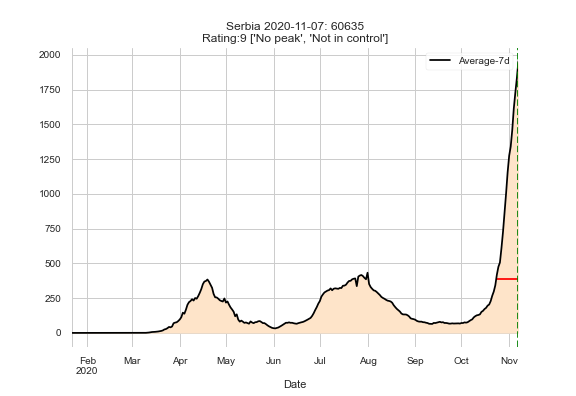 Serbia 2020-11-07: 60635
Rating:9 ['No peak', 'Not in control']
Average-7d
2000
1750
1500
1250
1000
750
500
250
0
Feb Mar Apr May Jun Jul Aug Sep Oct Nov
2020
Date